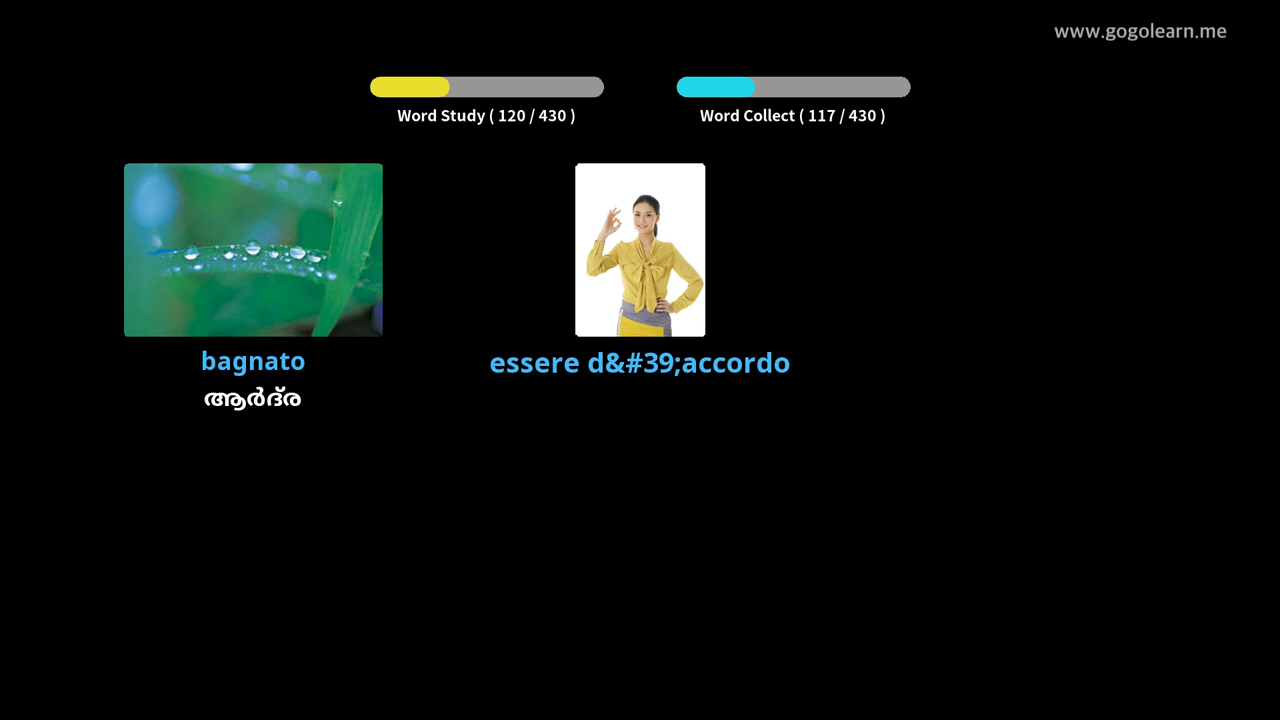 www.gogolearn.me
Word Study ( 120 / 430 )
Word Collect ( 117 / 430 )
bagnato
ആർദ്ര
essere d&#39;accordo